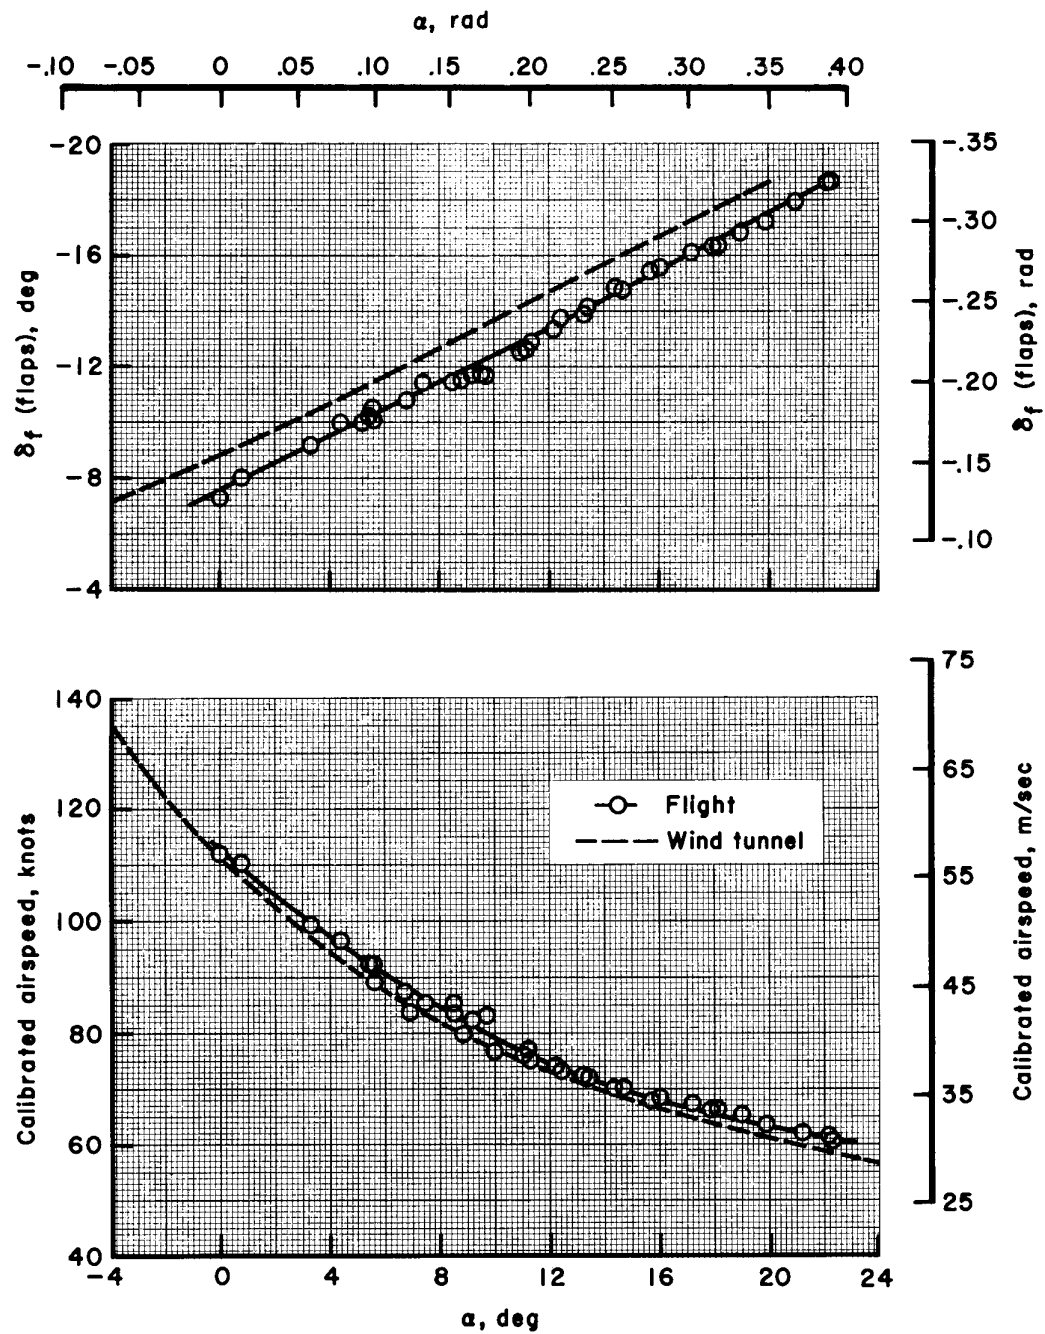 α, rad
-.10 -.05 0 .05 .10 .15 .20 .25 .30 .35 .40
-20
-16
-12
-8
-4
δf (flaps), deg
-.35
-.30
-.25
-.20
-.15
-.10
δf (flaps), rad
140
120
100
80
60
40
Calibrated airspeed, knots
Flight
Wind tunnel
75
65
55
45
35
25
Calibrated airspeed, m/sec
-4 0 4 8 12 16 20 24
α, deg